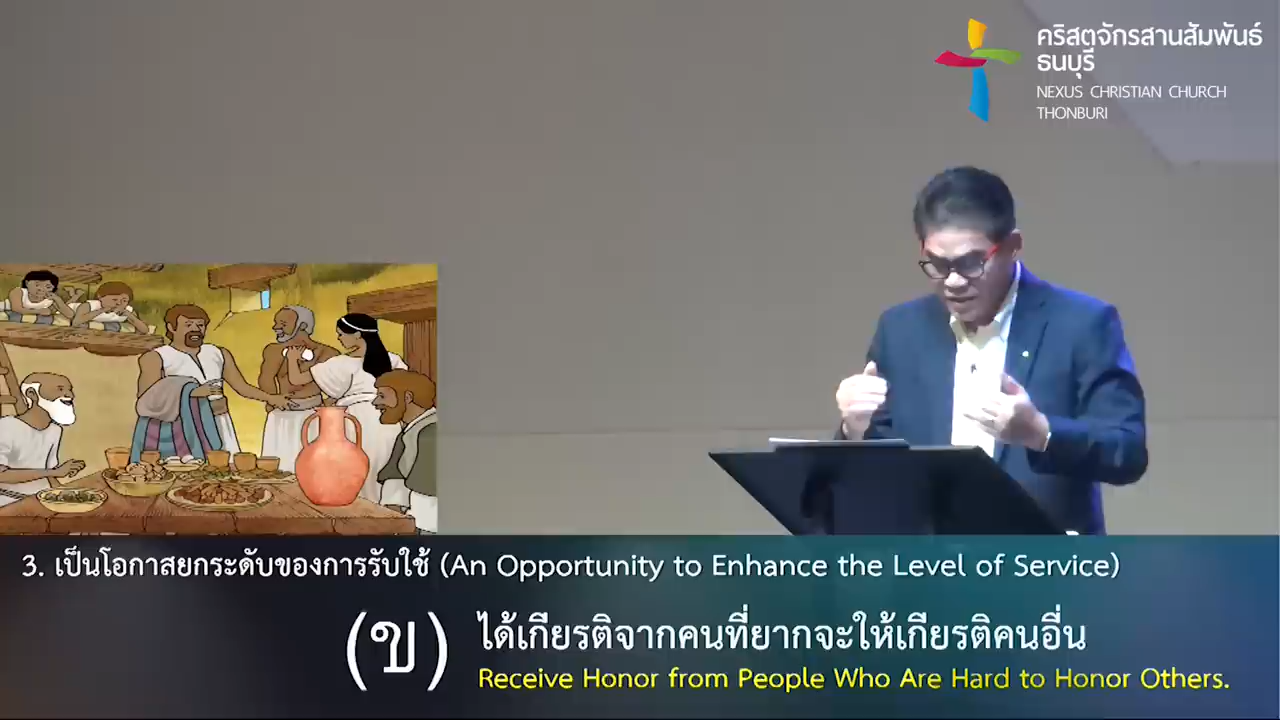 คริสตจักรสานสัมพันธ์
ธนบุรี
NEXUS CHRISTIAN CHURCH
THONBURI
3. เป็นโอกาสยกระดับของการรับใช้ (An Opportunity to Enhance the Level of Service)
(ข) ได้เกียรติจากคนที่ยากจะให้เกียรติคนอื่น
Receive Honor from People Who Are Hard to Honor Others.